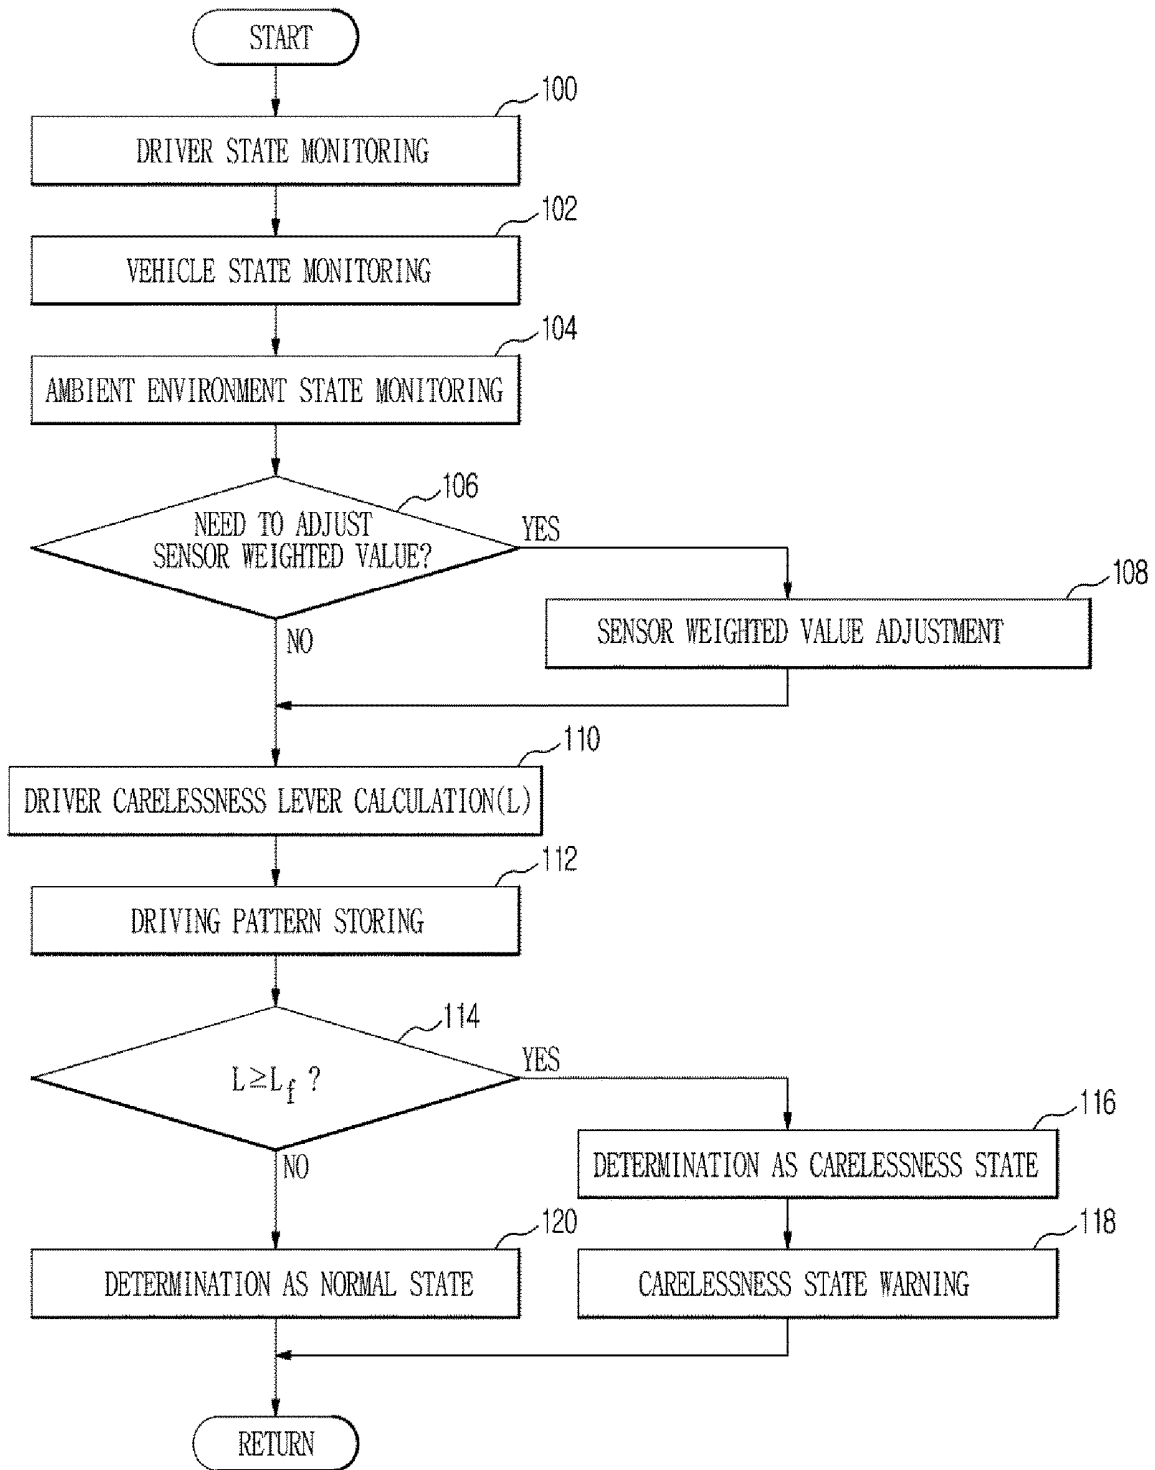 START
100
DRIVER STATE MONITORING
102
VEHICLE STATE MONITORING
104
AMBIENT ENVIRONMENT STATE MONITORING
106
NEED TO ADJUST
SENSOR WEIGHTED VALUE?
YES
108
SENSOR WEIGHTED VALUE ADJUSTMENT
NO
110
DRIVER CARELESSNESS LEVER CALCULATION(L)
112
DRIVING PATTERN STORING
114
L≥Lf ?
YES
116
DETERMINATION AS CARELESSNESS STATE
NO
120
DETERMINATION AS NORMAL STATE
118
CARELESSNESS STATE WARNING
RETURN